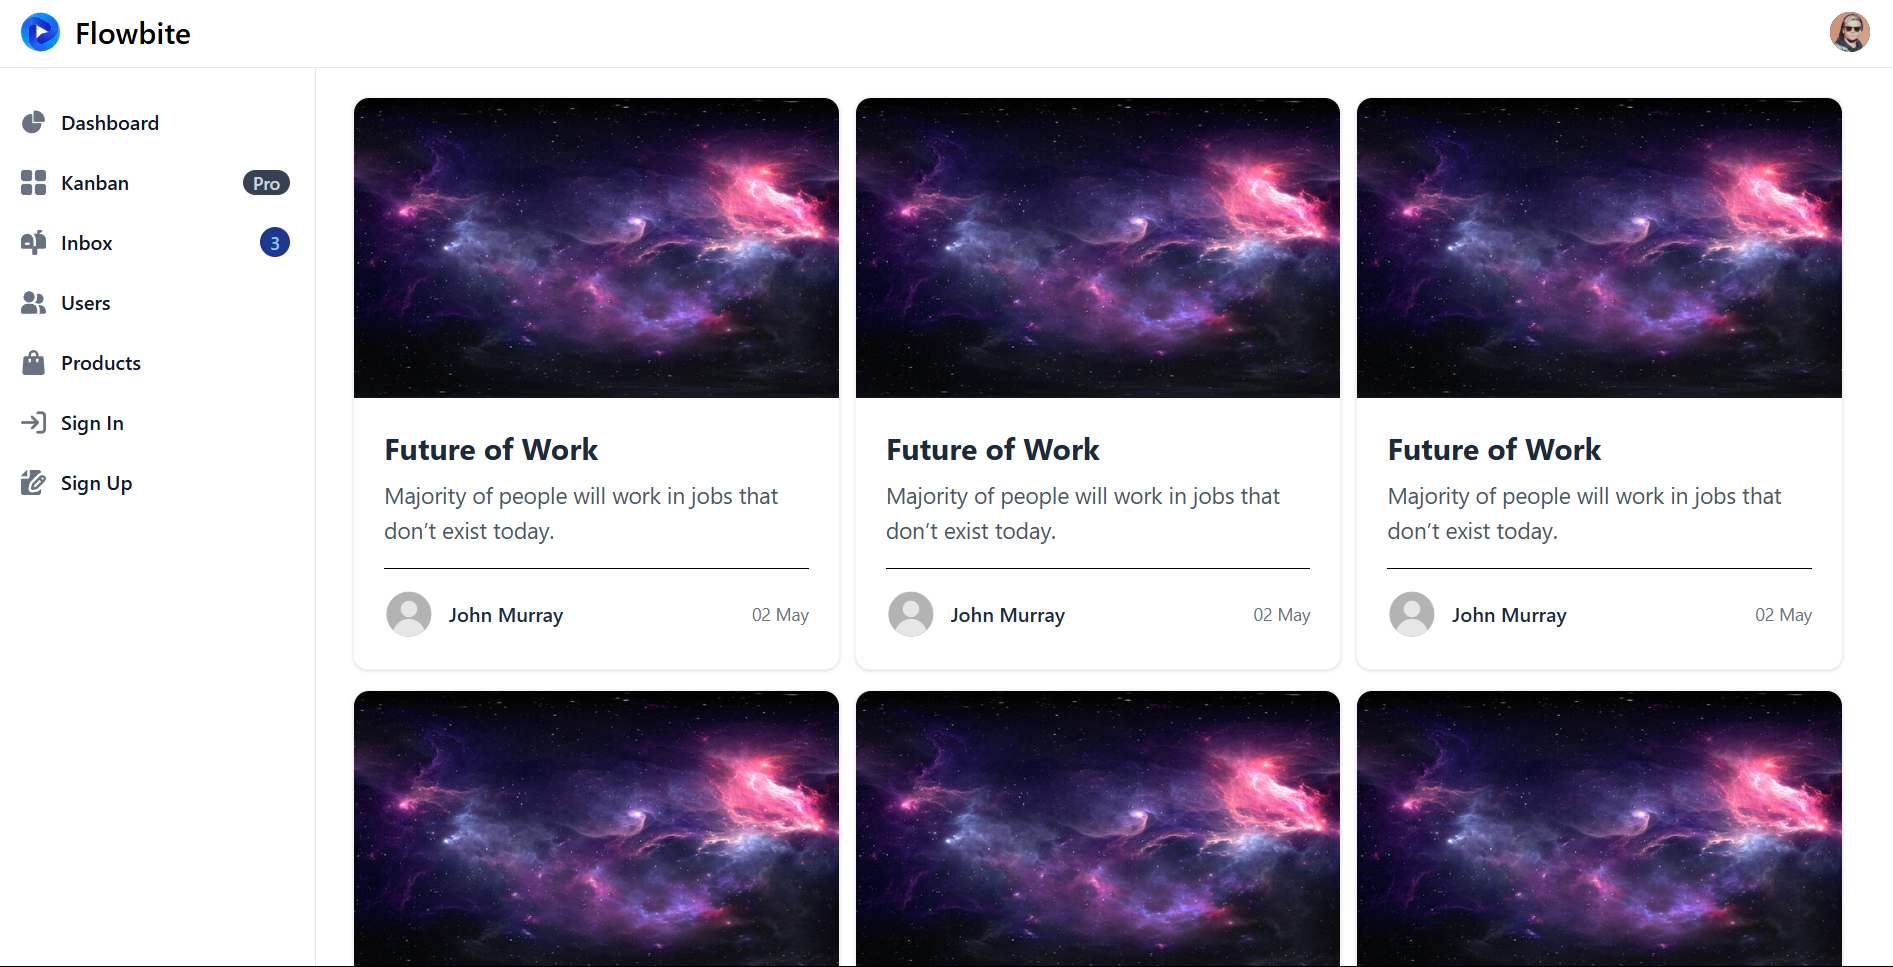 Flowbite
Dashboard
Kanban
Pro
Inbox
3
Users
Products
Sign In
Sign Up
Future of Work
Majority of people will work in jobs that
don’t exist today.
John Murray
02 May
Future of Work
Majority of people will work in jobs that
don’t exist today.
John Murray
02 May
Future of Work
Majority of people will work in jobs that
don’t exist today.
John Murray
02 May